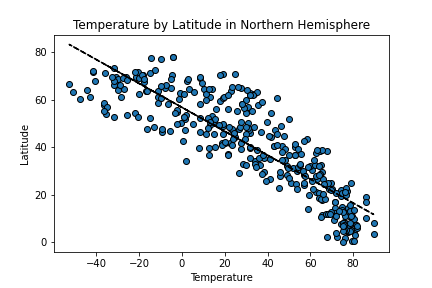 Temperature by Latitude in Northern Hemisphere
80
60
40
20
0
Latitude
−40 −20 0 20 40 60 80
Temperature